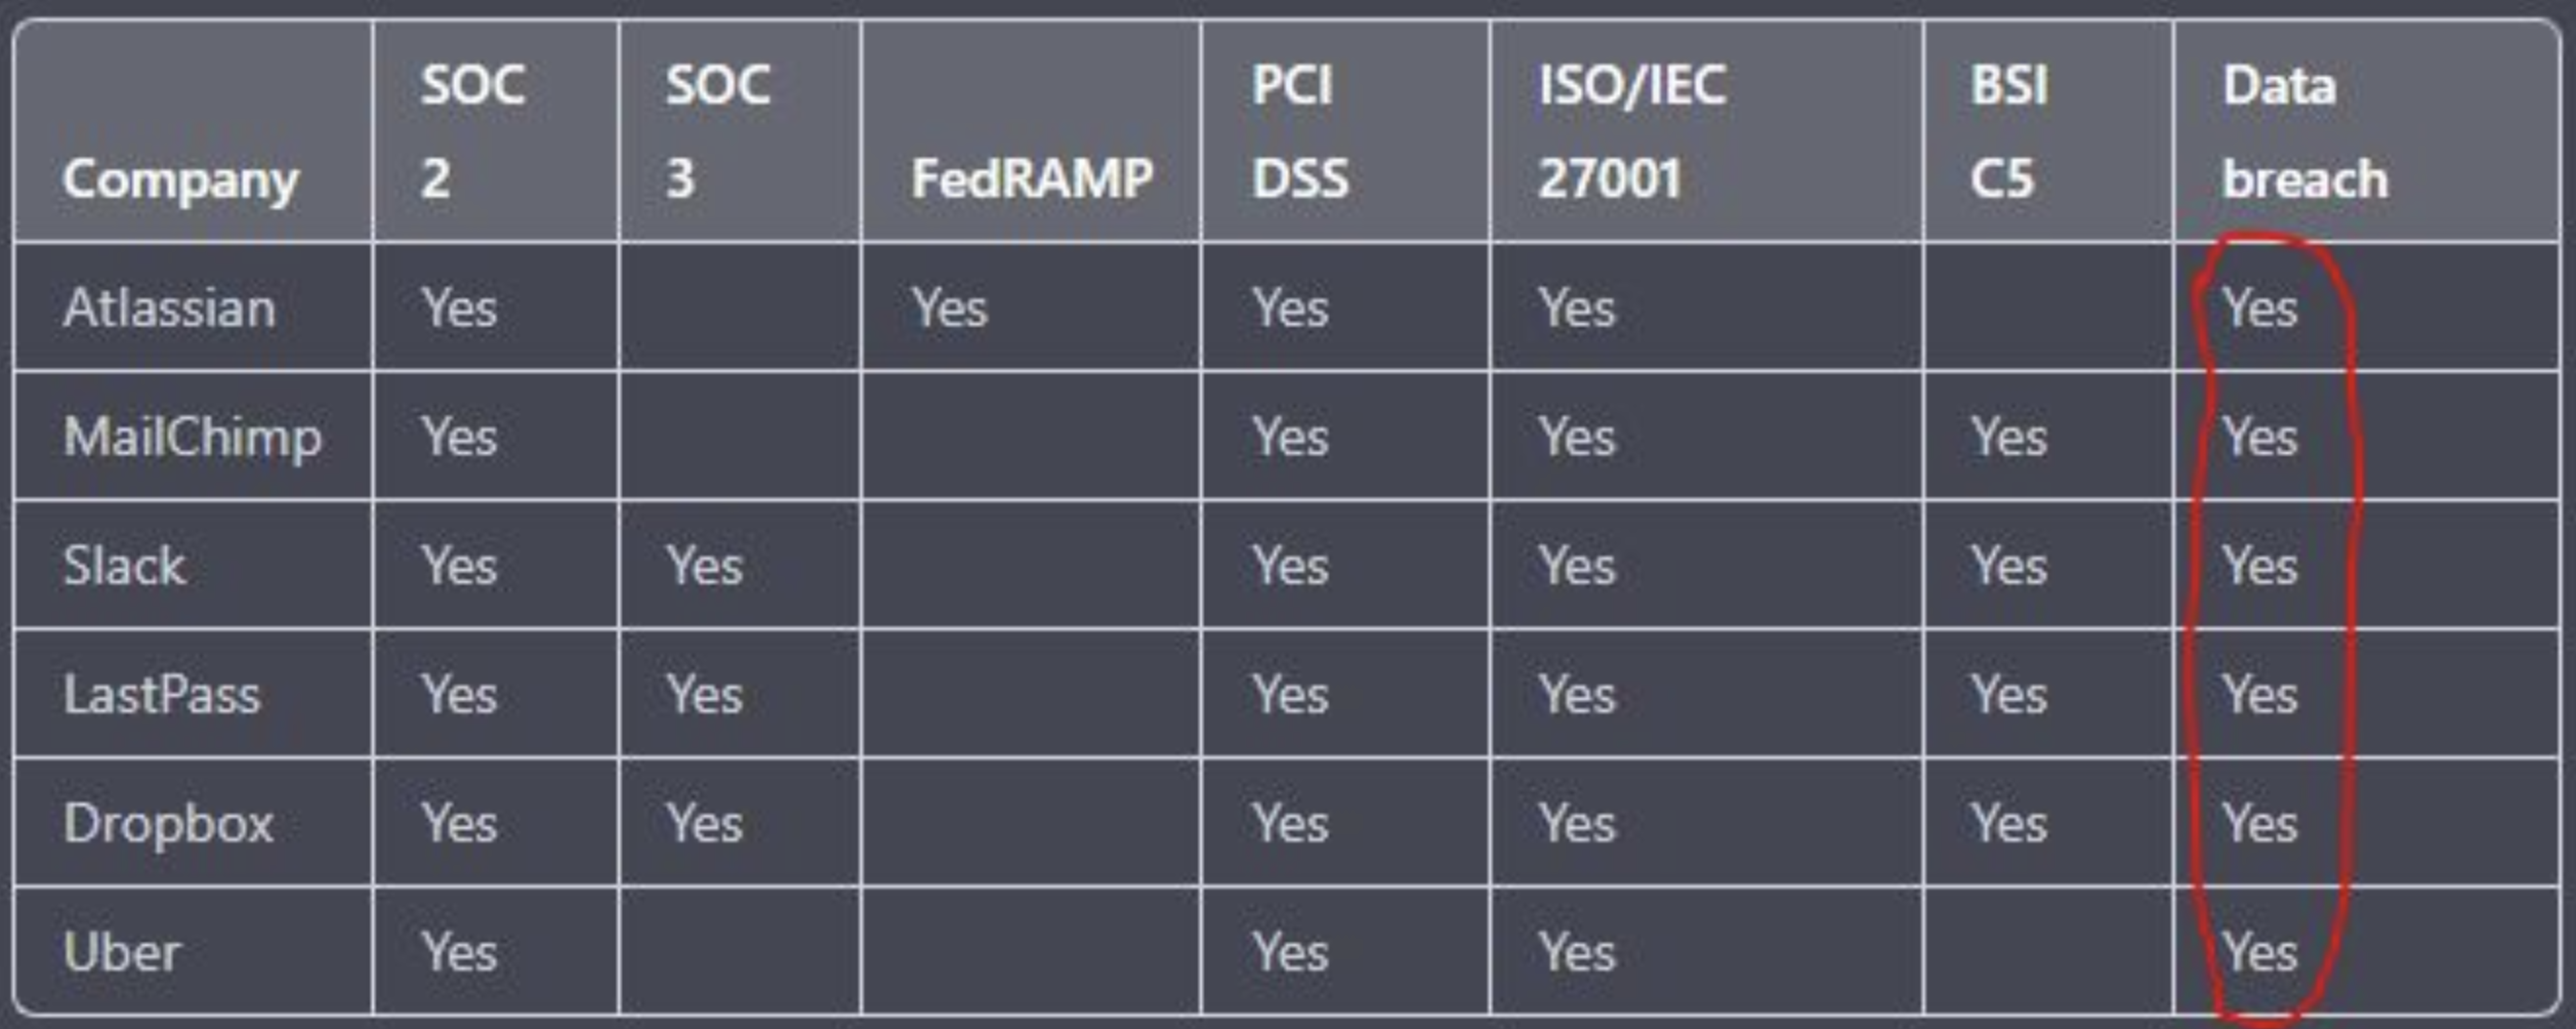 Company SOC 2 SOC 3 FedRAMP PCI DSS ISO/IEC 27001 BSI C5 Data breach
Atlassian Yes Yes Yes Yes Yes
MailChimp Yes Yes Yes Yes Yes
Slack Yes Yes Yes Yes Yes Yes
LastPass Yes Yes Yes Yes Yes Yes
Dropbox Yes Yes Yes Yes Yes Yes
Uber Yes Yes Yes Yes